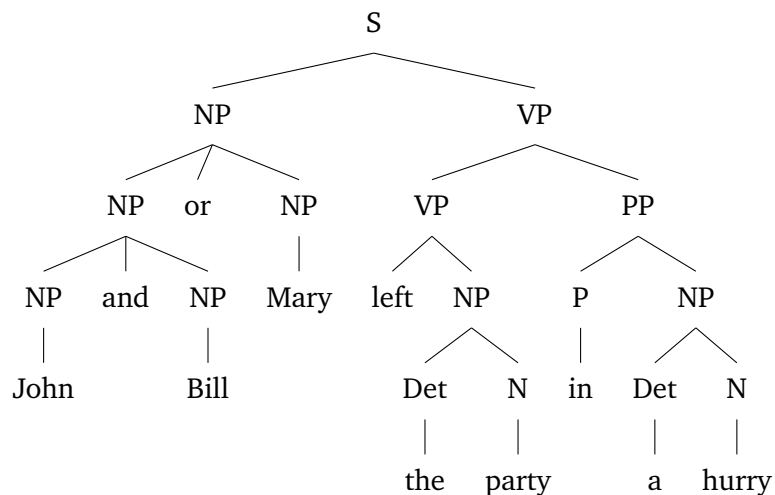 S
NP VP
NP or NP VP PP
NP and NP Mary left NP P NP
John Bill Det N in Det N
the party a hurry